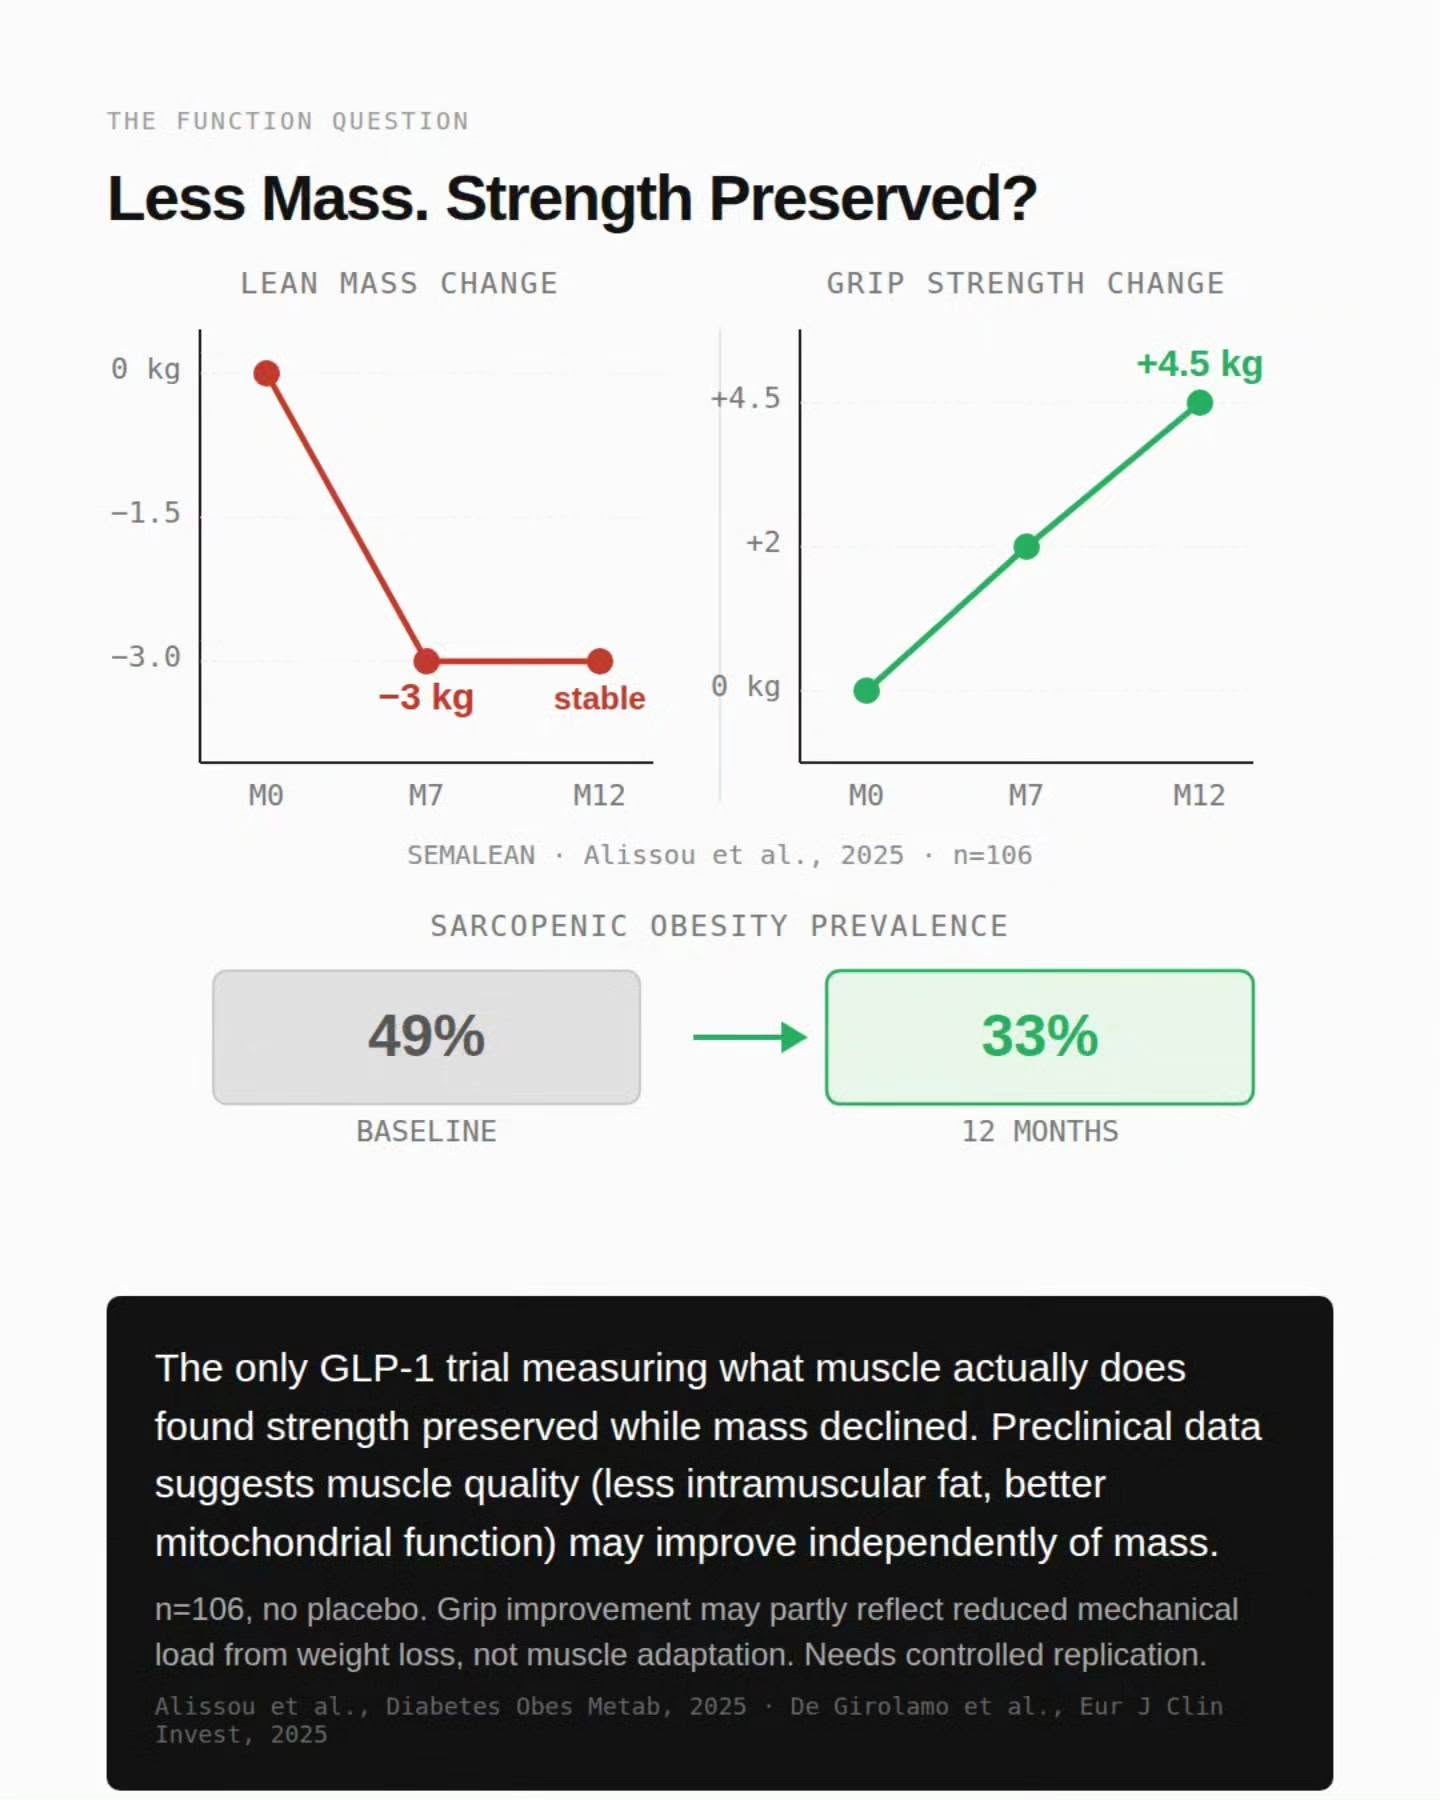 THE FUNCTION QUESTION
Less Mass. Strength Preserved?
LEAN MASS CHANGE
0 kg
−1.5
−3.0
−3 kg
stable
M0 M7 M12
GRIP STRENGTH CHANGE
+4.5 kg
+4.5
+2
0 kg
M0 M7 M12
SEMALEAN · Alissou et al., 2025 · n=106
SARCOPENIC OBESITY PREVALENCE
49%
33%
BASELINE
12 MONTHS
The only GLP-1 trial measuring what muscle actually does
found strength preserved while mass declined. Preclinical data
suggests muscle quality (less intramuscular fat, better
mitochondrial function) may improve independently of mass.
n=106, no placebo. Grip improvement may partly reflect reduced mechanical
load from weight loss, not muscle adaptation. Needs controlled replication.
Alissou et al., Diabetes Obes Metab, 2025 · De Girolamo et al., Eur J Clin
Invest, 2025